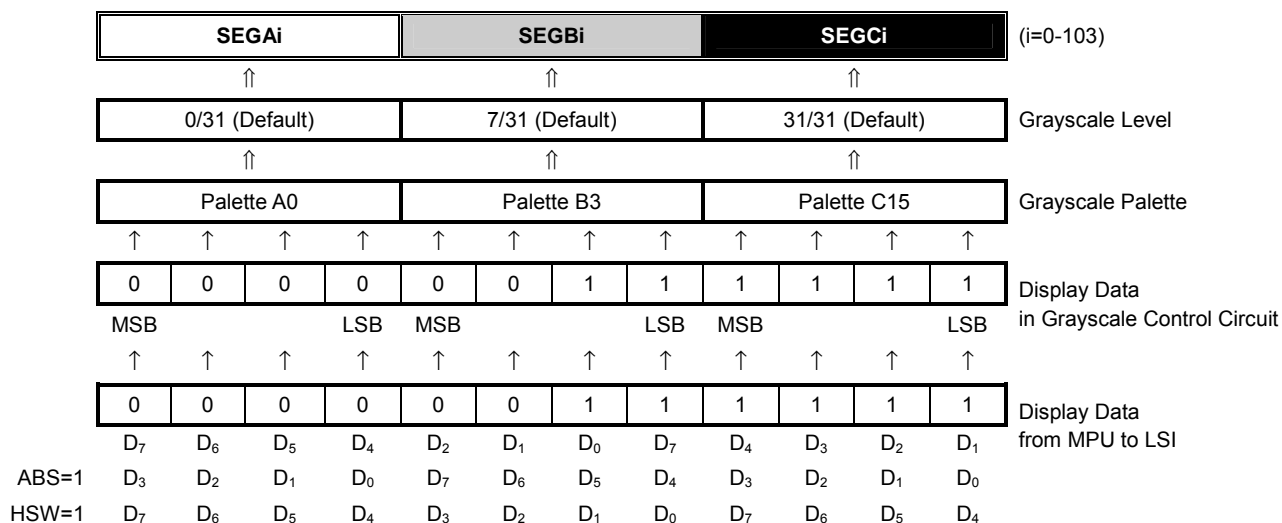 SEGAi SEGBi SEGCi (i=0-103)
⇑ ⇑ ⇑
0/31 (Default) 7/31 (Default) 31/31 (Default) Grayscale Level
⇑ ⇑ ⇑
Palette A0 Palette B3 Palette C15 Grayscale Palette
↑ ↑ ↑ ↑ ↑ ↑ ↑ ↑ ↑ ↑ ↑ ↑
0 0 0 0 0 0 1 1 1 1 1 1 Display Data
MSB LSB MSB LSB MSB LSB in Grayscale Control Circuit
↑ ↑ ↑ ↑ ↑ ↑ ↑ ↑ ↑ ↑ ↑ ↑
0 0 0 0 0 0 1 1 1 1 1 1 Display Data
D₇ D₆ D₅ D₄ D₂ D₁ D₀ D₇ D₄ D₃ D₂ D₁ from MPU to LSI
ABS=1 D₃ D₂ D₁ D₀ D₇ D₆ D₅ D₄ D₃ D₂ D₁ D₀
HSW=1 D₇ D₆ D₅ D₄ D₃ D₂ D₁ D₀ D₇ D₆ D₅ D₄